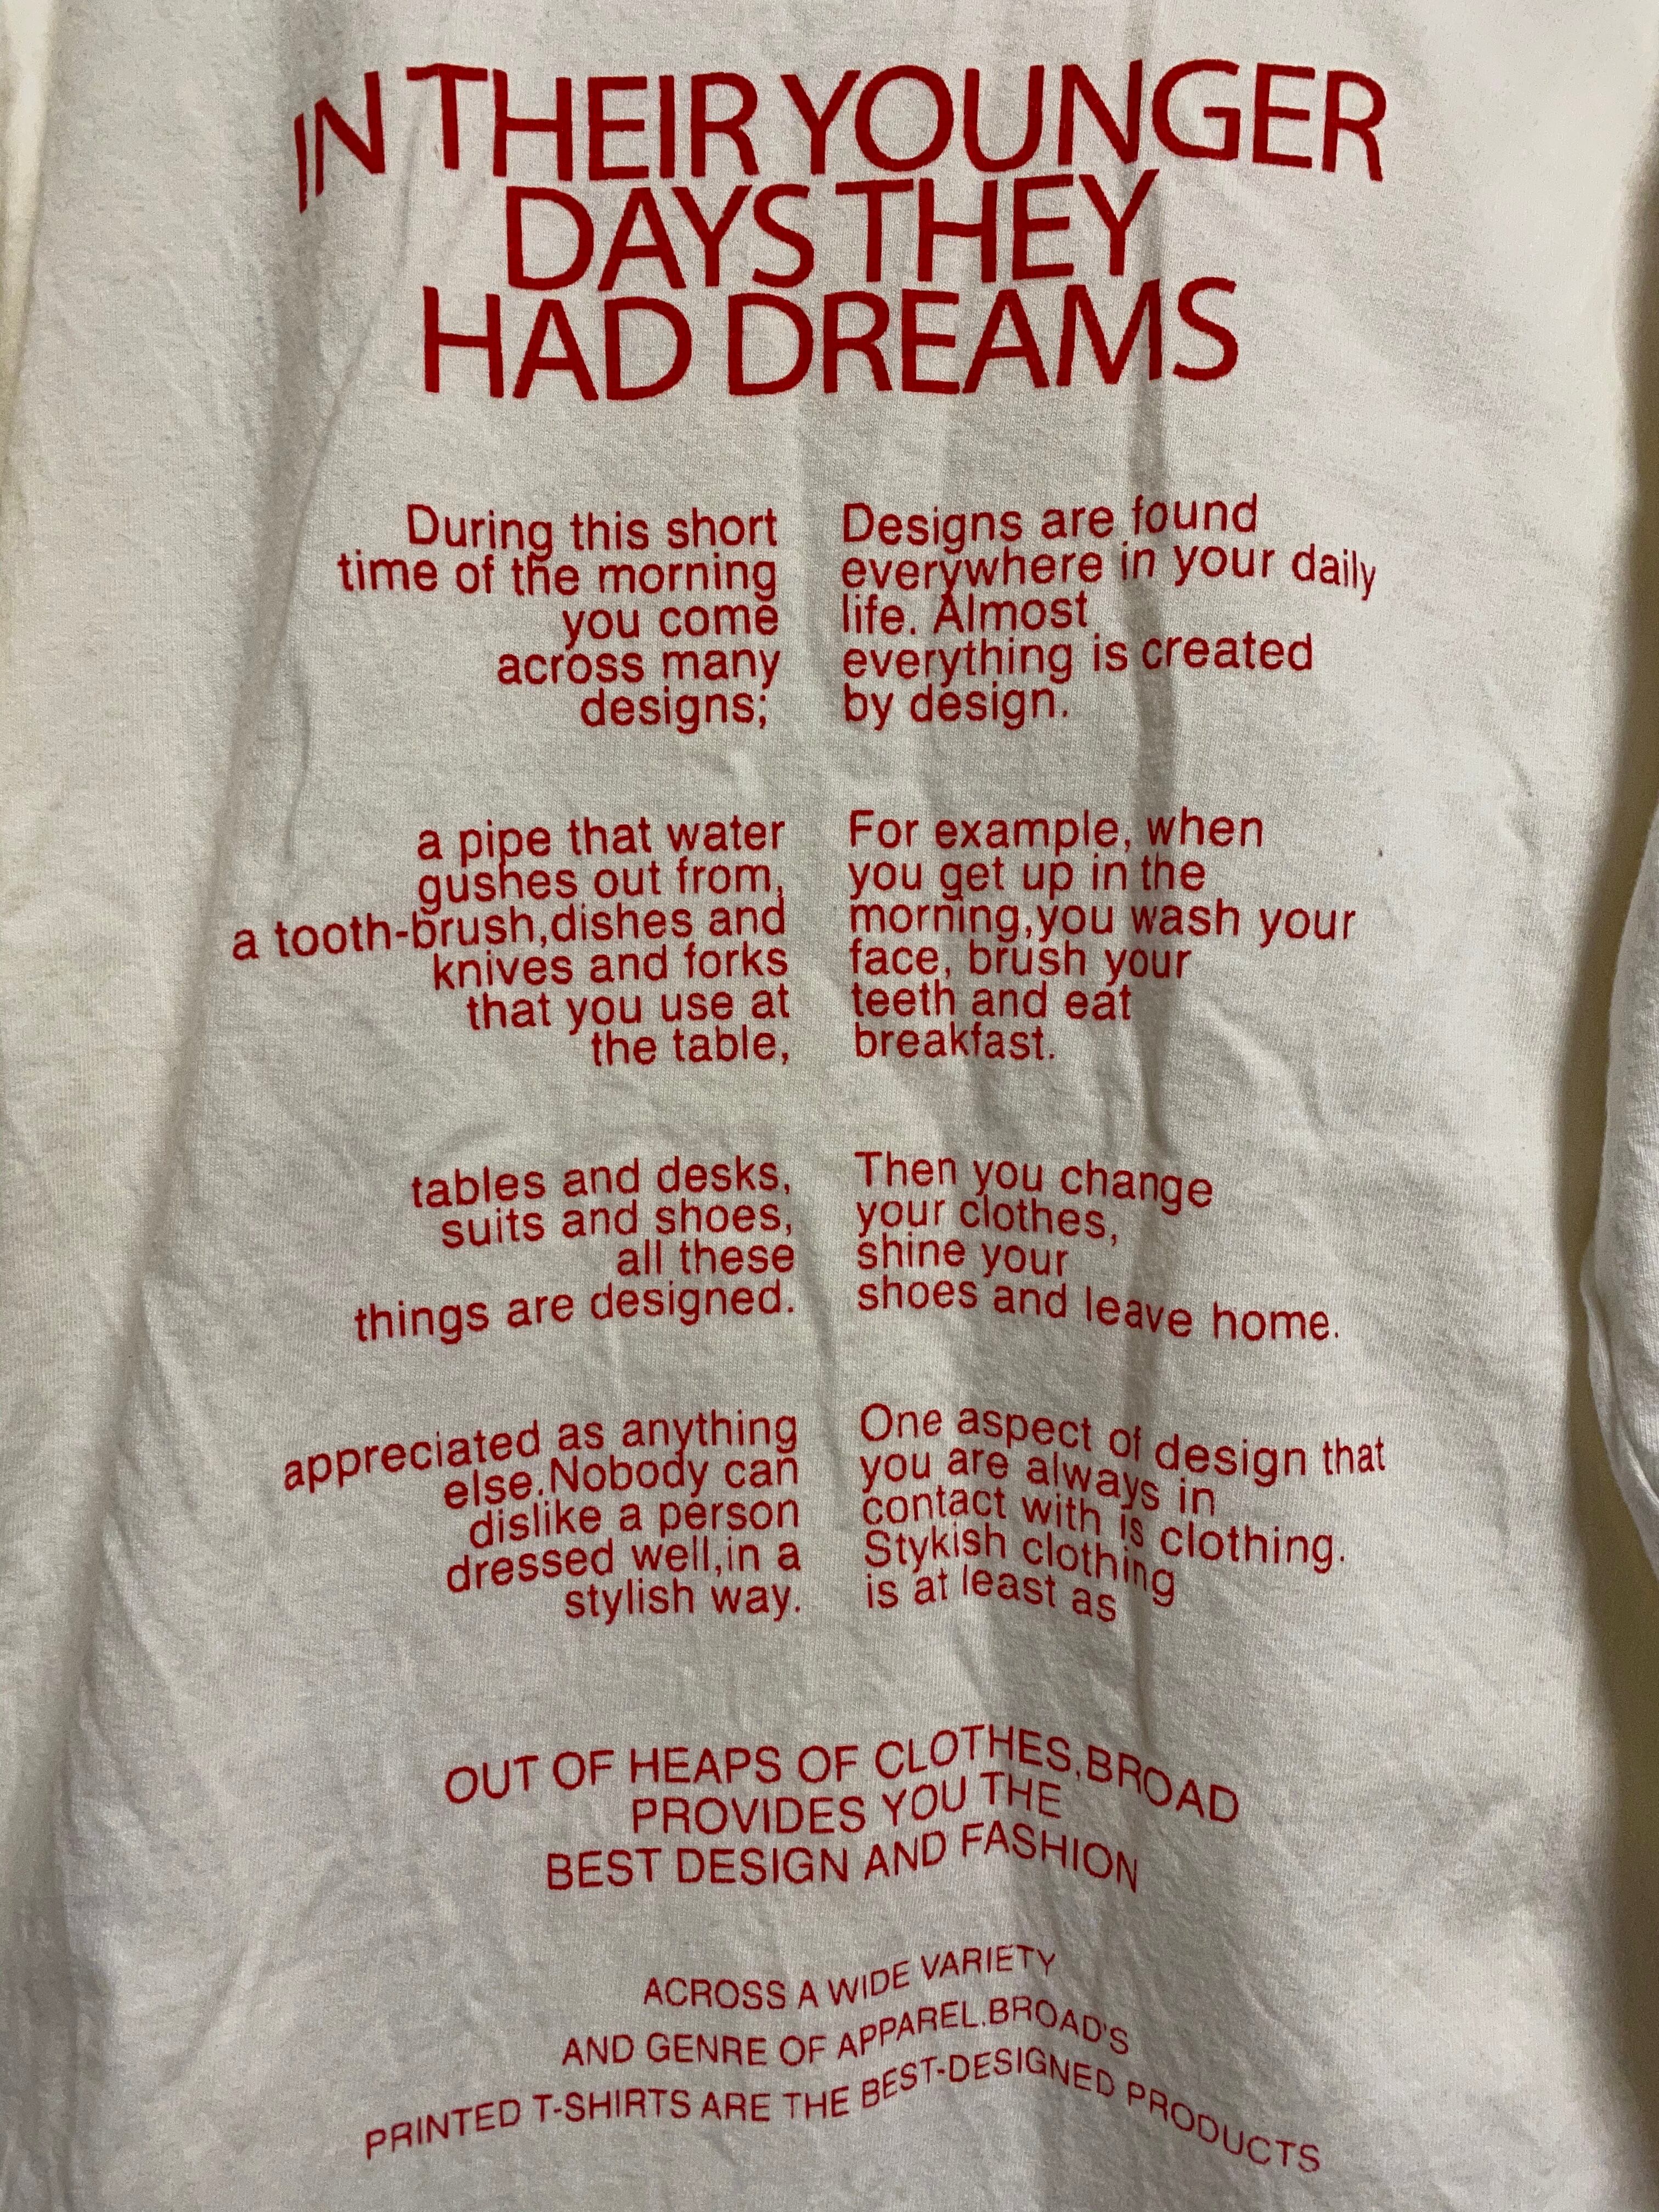 IN THEIR YOUNGER
DAYS THEY
HAD DREAMS
During this short
time of the morning
you come
across many
designs;
a pipe that water
gushes out from,
a tooth-brush,dishes and
knives and forks
that you use at
the table,
tables and desks,
suits and shoes,
all these
things are designed.
appreciated as anything
else.Nobody can
dislike a person
dressed well,in a
stylish way.
Designs are found
everywhere in your daily
life. Almost
everything is created
by design.
For example, when
you get up in the
morning,you wash your
face, brush your
teeth and eat
breakfast.
Then you change
your clothes,
shine your
shoes and leave home.
One aspect of design that
you are always in
contact with is clothing.
Stykish clothing
is at least as
OUT OF HEAPS OF CLOTHES,BROAD
PROVIDES YOU THE
BEST DESIGN AND FASHION
ACROSS A WIDE VARIETY
AND GENRE OF APPAREL.BROAD'S
PRINTED T-SHIRTS ARE THE BEST-DESIGNED PRODUCTS